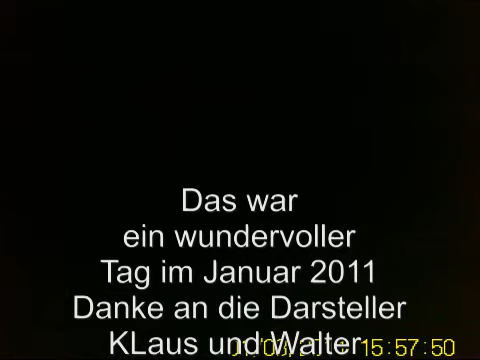 Das war
ein wundervoller
Tag im Januar 2011
Danke an die Darsteller
KLaus und Walter
15:57:50